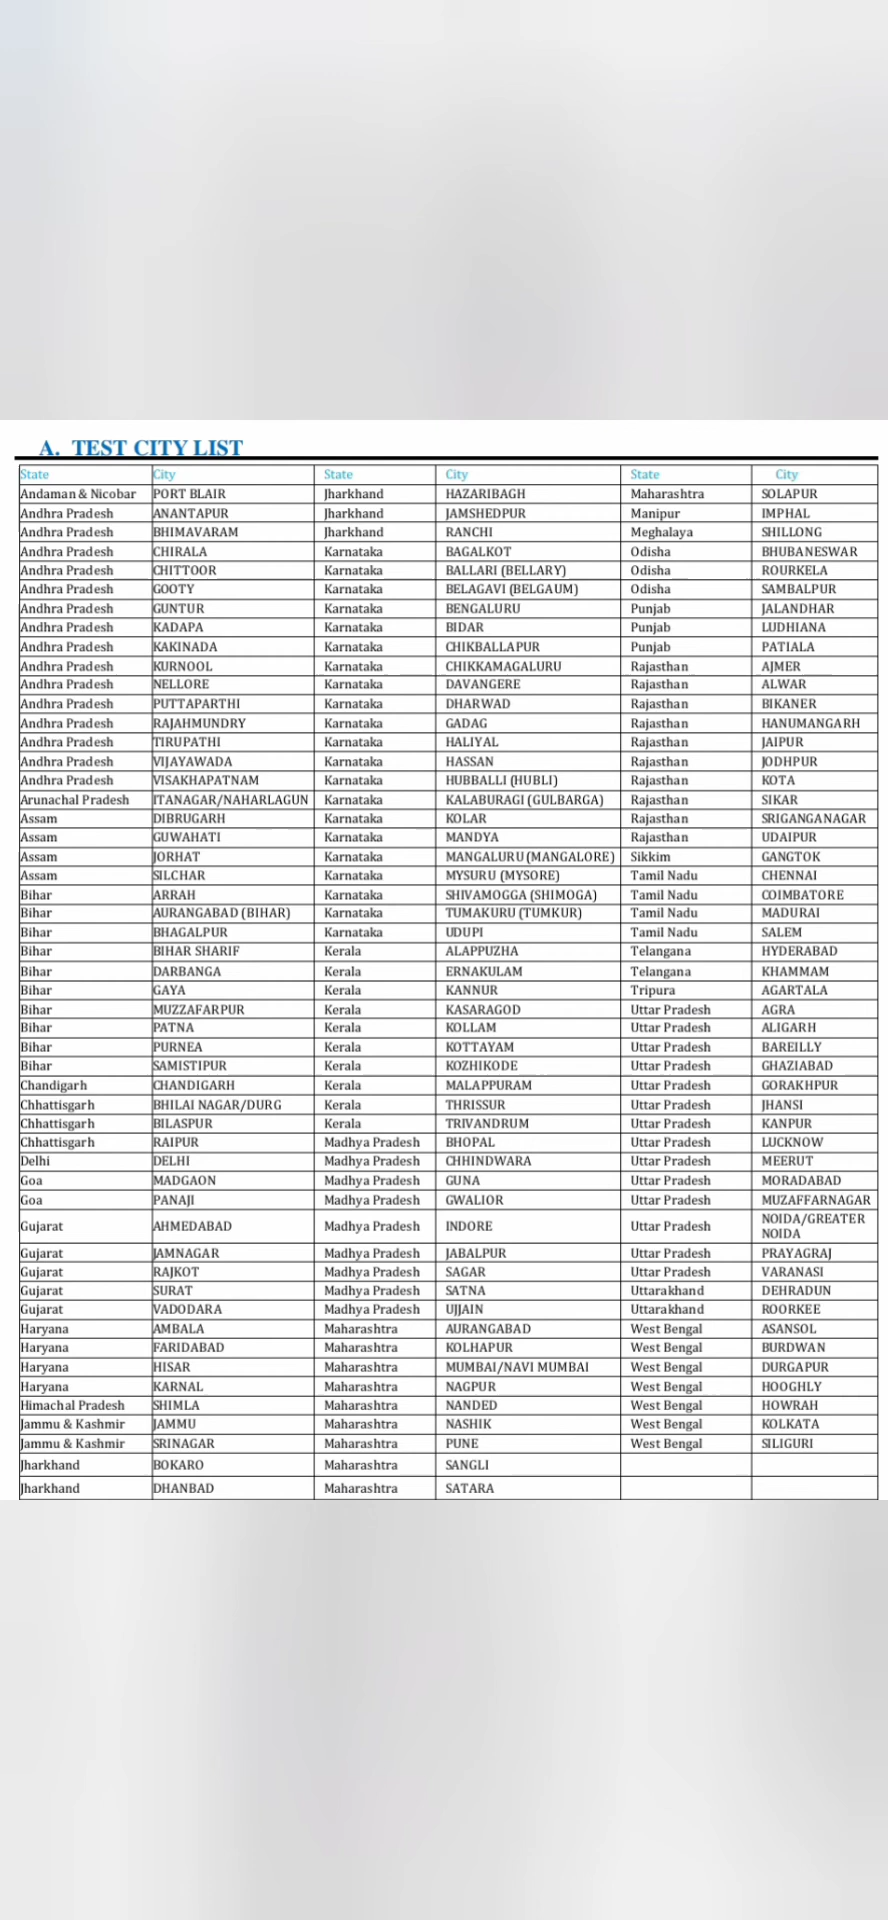 A. TEST CITY LIST
State City State City State City
Andaman & Nicobar PORT BLAIR Jharkhand HAZARIBAGH Maharashtra SOLAPUR
Andhra Pradesh ANANTAPUR Jharkhand JAMSHEDPUR Manipur IMPHAL
Andhra Pradesh BHIMAVARAM Jharkhand RANCHI Meghalaya SHILLONG
Andhra Pradesh CHIRALA Karnataka BAGALKOT Odisha BHUBANESWAR
Andhra Pradesh CHITTOOR Karnataka BALLARI (BELLARY) Odisha ROURKELA
Andhra Pradesh GOOTY Karnataka BELAGAVI (BELGAUM) Odisha SAMBALPUR
Andhra Pradesh GUNTUR Karnataka BENGALURU Punjab JALANDHAR
Andhra Pradesh KADAPA Karnataka BIDAR Punjab LUDHIANA
Andhra Pradesh KAKINADA Karnataka CHIKBALLAPUR Punjab PATIALA
Andhra Pradesh KURNOOL Karnataka CHIKKAMAGALURU Rajasthan AJMER
Andhra Pradesh NELLORE Karnataka DAVANGERE Rajasthan ALWAR
Andhra Pradesh PUTTAPARTHI Karnataka DHARWAD Rajasthan BIKANER
Andhra Pradesh RAJAHMUNDRY Karnataka GADAG Rajasthan HANUMANGARH
Andhra Pradesh TIRUPATHI Karnataka HALIYAL Rajasthan JAIPUR
Andhra Pradesh VIJAYAWADA Karnataka HASSAN Rajasthan JODHPUR
Andhra Pradesh VISAKHAPATNAM Karnataka HUBBALLI (HUBLI) Rajasthan KOTA
Arunachal Pradesh ITANAGAR/NAHARLAGUN Karnataka KALABURAGI (GULBARGA) Rajasthan SIKAR
Assam DIBRUGARH Karnataka KOLAR Rajasthan SRIGANGANAGAR
Assam GUWAHATI Karnataka MANDYA Rajasthan UDAIPUR
Assam JORHAT Karnataka MANGALURU (MANGALORE) Sikkim GANGTOK
Assam SILCHAR Karnataka MYSURU (MYSORE) Tamil Nadu CHENNAI
Bihar ARRAH Karnataka SHIVAMOGGA (SHIMOGA) Tamil Nadu COIMBATORE
Bihar AURANGABAD (BIHAR) Karnataka TUMAKURU (TUMKUR) Tamil Nadu MADURAI
Bihar BHAGALPUR Karnataka UDUPI Tamil Nadu SALEM
Bihar BIHAR SHARIF Kerala ALAPPUZHA Telangana HYDERABAD
Bihar DARBANGA Kerala ERNAKULAM Telangana KHAMMAM
Bihar GAYA Kerala KANNUR Tripura AGARTALA
Bihar MUZZAFARPUR Kerala KASARAGOD Uttar Pradesh AGRA
Bihar PATNA Kerala KOLLAM Uttar Pradesh ALIGARH
Bihar PURNEA Kerala KOTTAYAM Uttar Pradesh BAREILLY
Bihar SAMISTIPUR Kerala KOZHIKODE Uttar Pradesh GHAZIABAD
Chandigarh CHANDIGARH Kerala MALAPPURAM Uttar Pradesh GORAKHPUR
Chhattisgarh BHILAI NAGAR/DURG Kerala THRISSUR Uttar Pradesh JHANSI
Chhattisgarh BILASPUR Kerala TRIVANDRUM Uttar Pradesh KANPUR
Chhattisgarh RAIPUR Madhya Pradesh BHOPAL Uttar Pradesh LUCKNOW
Delhi DELHI Madhya Pradesh CHHINDWARA Uttar Pradesh MEERUT
Goa MADGAON Madhya Pradesh GUNA Uttar Pradesh MORADABAD
Goa PANAJI Madhya Pradesh GWALIOR Uttar Pradesh MUZAFFARNAGAR
Gujarat AHMEDABAD Madhya Pradesh INDORE Uttar Pradesh NOIDA/GREATER
NOIDA
Gujarat JAMNAGAR Madhya Pradesh JABALPUR Uttar Pradesh PRAYAGRAJ
Gujarat RAJKOT Madhya Pradesh SAGAR Uttar Pradesh VARANASI
Gujarat SURAT Madhya Pradesh SATNA Uttarakhand DEHRADUN
Gujarat VADODARA Madhya Pradesh UJJAIN Uttarakhand ROORKEE
Haryana AMBALA Maharashtra AURANGABAD West Bengal ASANSOL
Haryana FARIDABAD Maharashtra KOLHAPUR West Bengal BURDWAN
Haryana HISAR Maharashtra MUMBAI/NAVI MUMBAI West Bengal DURGAPUR
Haryana KARNAL Maharashtra NAGPUR West Bengal HOOGHLY
Himachal Pradesh SHIMLA Maharashtra NANDED West Bengal HOWRAH
Jammu & Kashmir JAMMU Maharashtra NASHIK West Bengal KOLKATA
Jammu & Kashmir SRINAGAR Maharashtra PUNE West Bengal SILIGURI
Jharkhand BOKARO Maharashtra SANGLI
Jharkhand DHANBAD Maharashtra SATARA